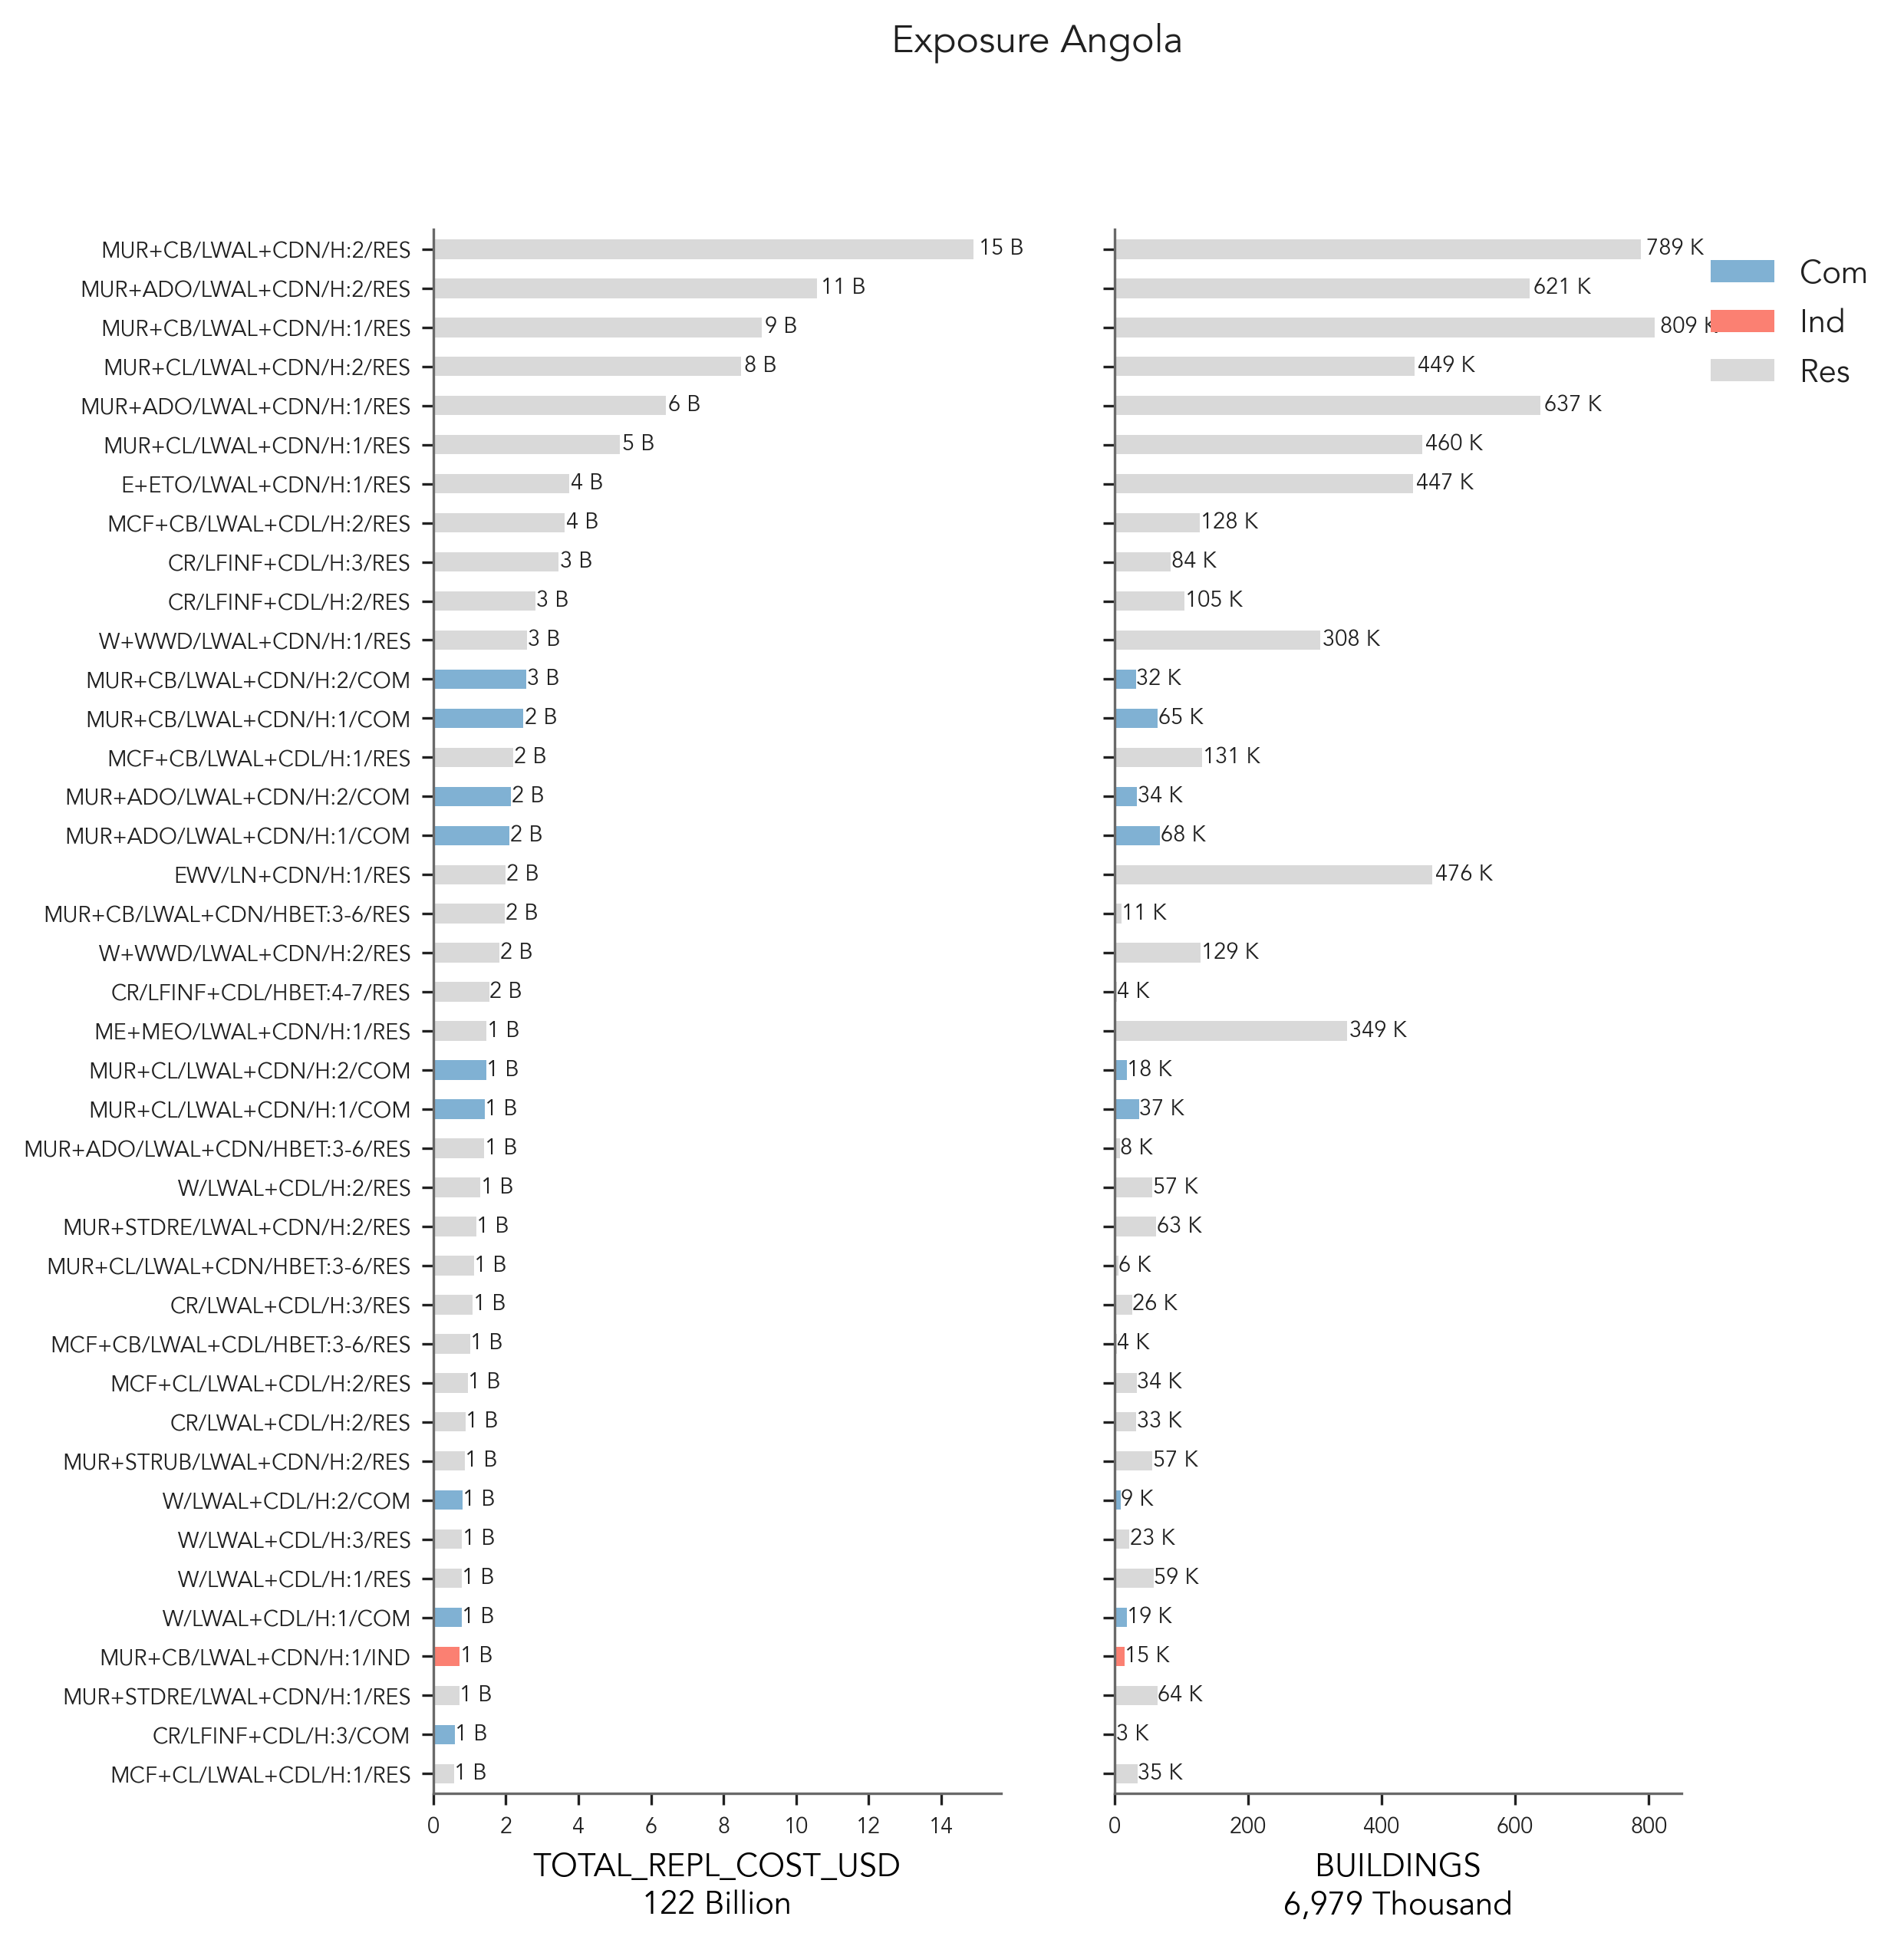 Exposure Angola
MUR+CB/LWAL+CDN/H:2/RES 15 B 789 K
MUR+ADO/LWAL+CDN/H:2/RES 11 B 621 K
MUR+CB/LWAL+CDN/H:1/RES 9 B 809 K
MUR+CL/LWAL+CDN/H:2/RES 8 B 449 K
MUR+ADO/LWAL+CDN/H:1/RES 6 B 637 K
MUR+CL/LWAL+CDN/H:1/RES 5 B 460 K
E+ETO/LWAL+CDN/H:1/RES 4 B 447 K
MCF+CB/LWAL+CDL/H:2/RES 4 B 128 K
CR/LFINF+CDL/H:3/RES 3 B 84 K
CR/LFINF+CDL/H:2/RES 3 B 105 K
W+WWD/LWAL+CDN/H:1/RES 3 B 308 K
MUR+CB/LWAL+CDN/H:2/COM 3 B 32 K
MUR+CB/LWAL+CDN/H:1/COM 2 B 65 K
MCF+CB/LWAL+CDL/H:1/RES 2 B 131 K
MUR+ADO/LWAL+CDN/H:2/COM 2 B 34 K
MUR+ADO/LWAL+CDN/H:1/COM 2 B 68 K
EWV/LN+CDN/H:1/RES 2 B 476 K
MUR+CB/LWAL+CDN/HBET:3-6/RES 2 B 11 K
W+WWD/LWAL+CDN/H:2/RES 2 B 129 K
CR/LFINF+CDL/HBET:4-7/RES 2 B 4 K
ME+MEO/LWAL+CDN/H:1/RES 1 B 349 K
MUR+CL/LWAL+CDN/H:2/COM 1 B 18 K
MUR+CL/LWAL+CDN/H:1/COM 1 B 37 K
MUR+ADO/LWAL+CDN/HBET:3-6/RES 1 B 8 K
W/LWAL+CDL/H:2/RES 1 B 57 K
MUR+STDRE/LWAL+CDN/H:2/RES 1 B 63 K
MUR+CL/LWAL+CDN/HBET:3-6/RES 1 B 6 K
CR/LWAL+CDL/H:3/RES 1 B 26 K
MCF+CB/LWAL+CDL/HBET:3-6/RES 1 B 4 K
MCF+CL/LWAL+CDL/H:2/RES 1 B 34 K
CR/LWAL+CDL/H:2/RES 1 B 33 K
MUR+STRUB/LWAL+CDN/H:2/RES 1 B 57 K
W/LWAL+CDL/H:2/COM 1 B 9 K
W/LWAL+CDL/H:3/RES 1 B 23 K
W/LWAL+CDL/H:1/RES 1 B 59 K
W/LWAL+CDL/H:1/COM 1 B 19 K
MUR+CB/LWAL+CDN/H:1/IND 1 B 15 K
MUR+STDRE/LWAL+CDN/H:1/RES 1 B 64 K
CR/LFINF+CDL/H:3/COM 1 B 3 K
MCF+CL/LWAL+CDL/H:1/RES 1 B 35 K
0 2 4 6 8 10 12 14
TOTAL_REPL_COST_USD
122 Billion
0 200 400 600 800
BUILDINGS
6,979 Thousand
Com
Ind
Res